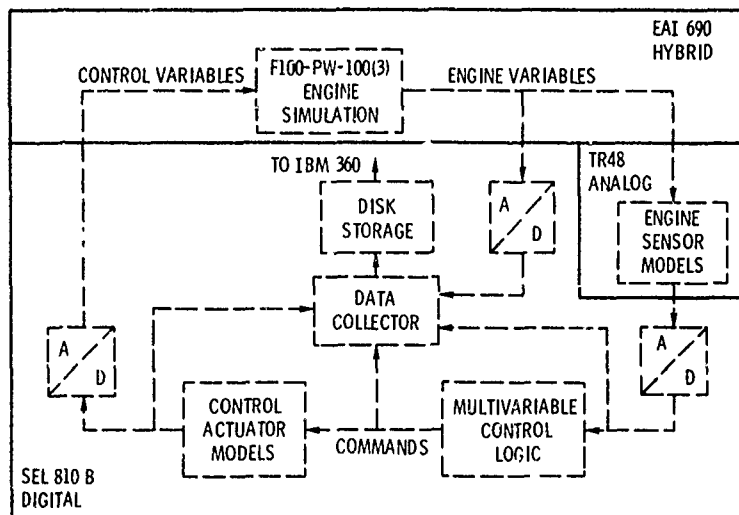 EAI 690
HYBRID
CONTROL VARIABLES
F100-PW-100(3)
ENGINE
SIMULATION
ENGINE VARIABLES
TO IBM 360
TR48
ANALOG
DISK
STORAGE
A
D
ENGINE
SENSOR
MODELS
DATA
COLLECTOR
A
D
A
D
CONTROL
ACTUATOR
MODELS
COMMANDS
MULTIVARIABLE
CONTROL
LOGIC
SEL 810 B
DIGITAL